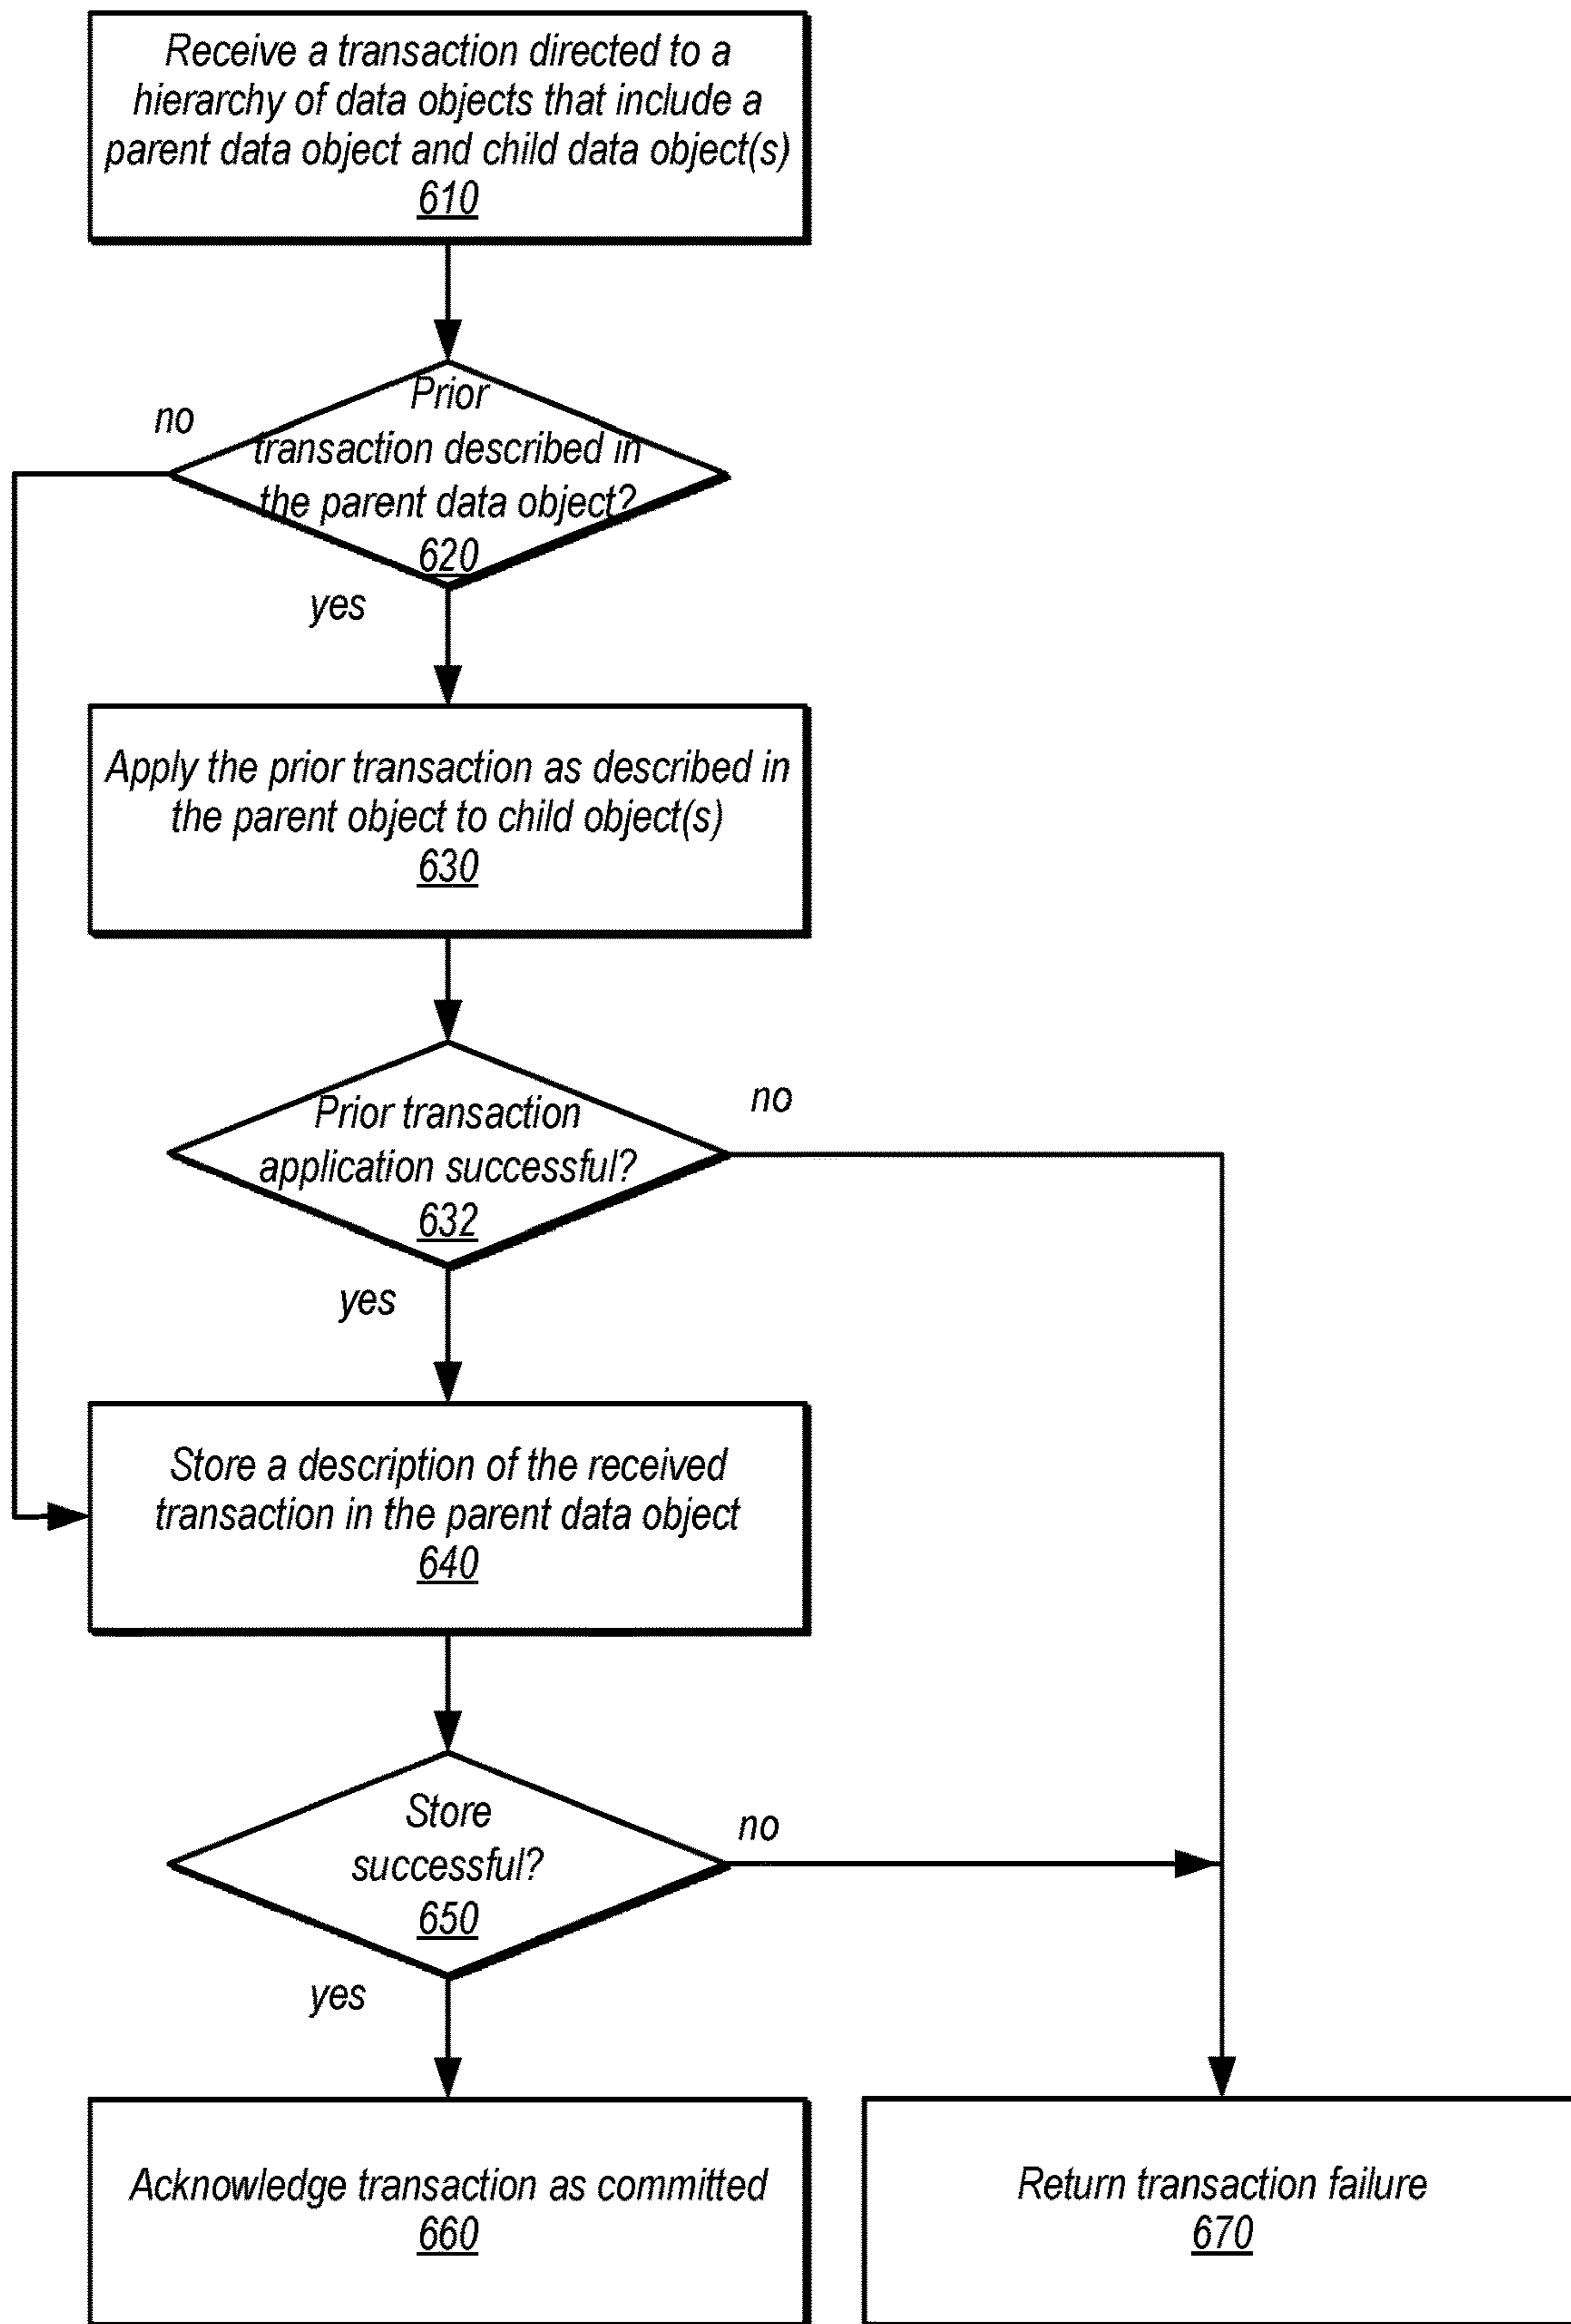 Receive a transaction directed to a
hierarchy of data objects that include a
parent data object and child data object(s)
610
Prior
transaction described in
the parent data object?
620
no
yes
Apply the prior transaction as described in
the parent object to child object(s)
630
Prior transaction
application successful?
632
no
yes
Store a description of the received
transaction in the parent data object
640
Store
successful?
650
no
yes
Acknowledge transaction as committed
660
Return transaction failure
670